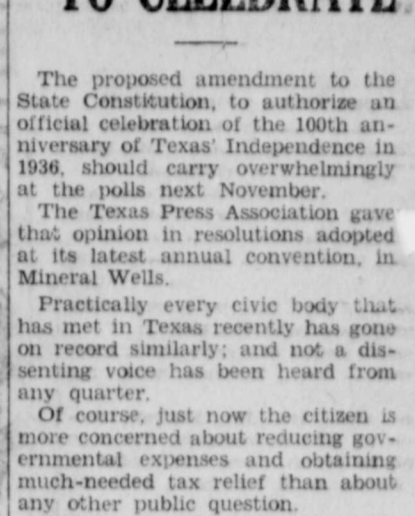 TO CELEBRATE
The proposed amendment to the
State Constitution, to authorize an
official celebration of the 100th an-
niversary of Texas' Independence in
1936, should carry overwhelmingly
at the polls next November.
The Texas Press Association gave
that opinion in resolutions adopted
at its latest annual convention, in
Mineral Wells.
Practically every civic body that
has met in Texas recently has gone
on record similarly; and not a dis-
senting voice has been heard from
any quarter.
Of course, just now the citizen is
more concerned about reducing gov-
ernmental expenses and obtaining
much-needed tax relief than about
any other public question.